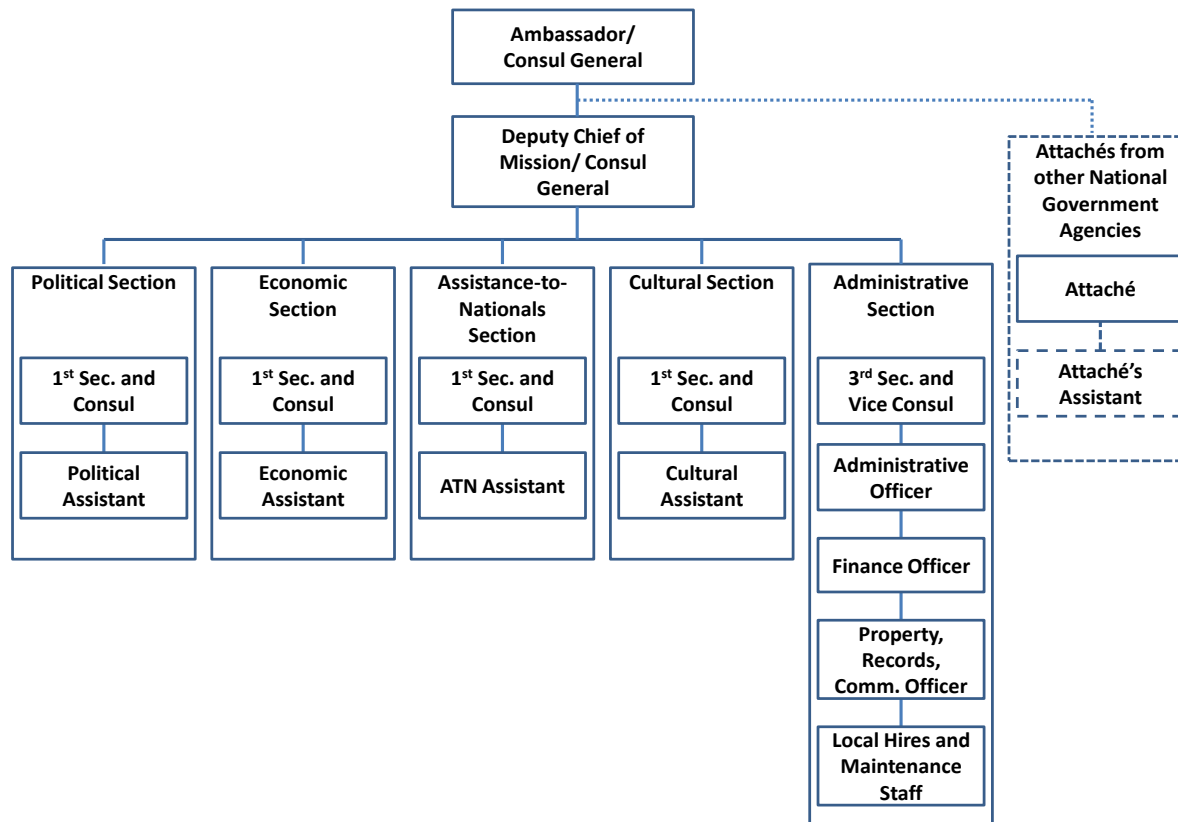 Ambassador/
Consul General
Deputy Chief of
Mission/ Consul
General
Attachés from
other National
Government
Agencies
Attaché
Attaché’s
Assistant
Political Section
1st Sec. and
Consul
Political
Assistant
Economic
Section
1st Sec. and
Consul
Economic
Assistant
Assistance-to-
Nationals
Section
1st Sec. and
Consul
ATN Assistant
Cultural Section
1st Sec. and
Consul
Cultural
Assistant
Administrative
Section
3rd Sec. and
Vice Consul
Administrative
Officer
Finance Officer
Property,
Records,
Comm. Officer
Local Hires and
Maintenance
Staff